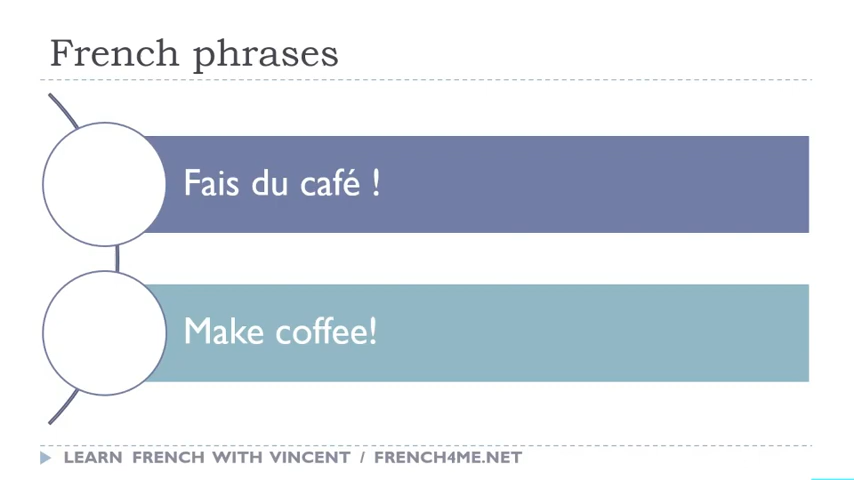 French phrases
Fais du café !
Make coffee!
LEARN FRENCH WITH VINCENT / FRENCH4ME.NET